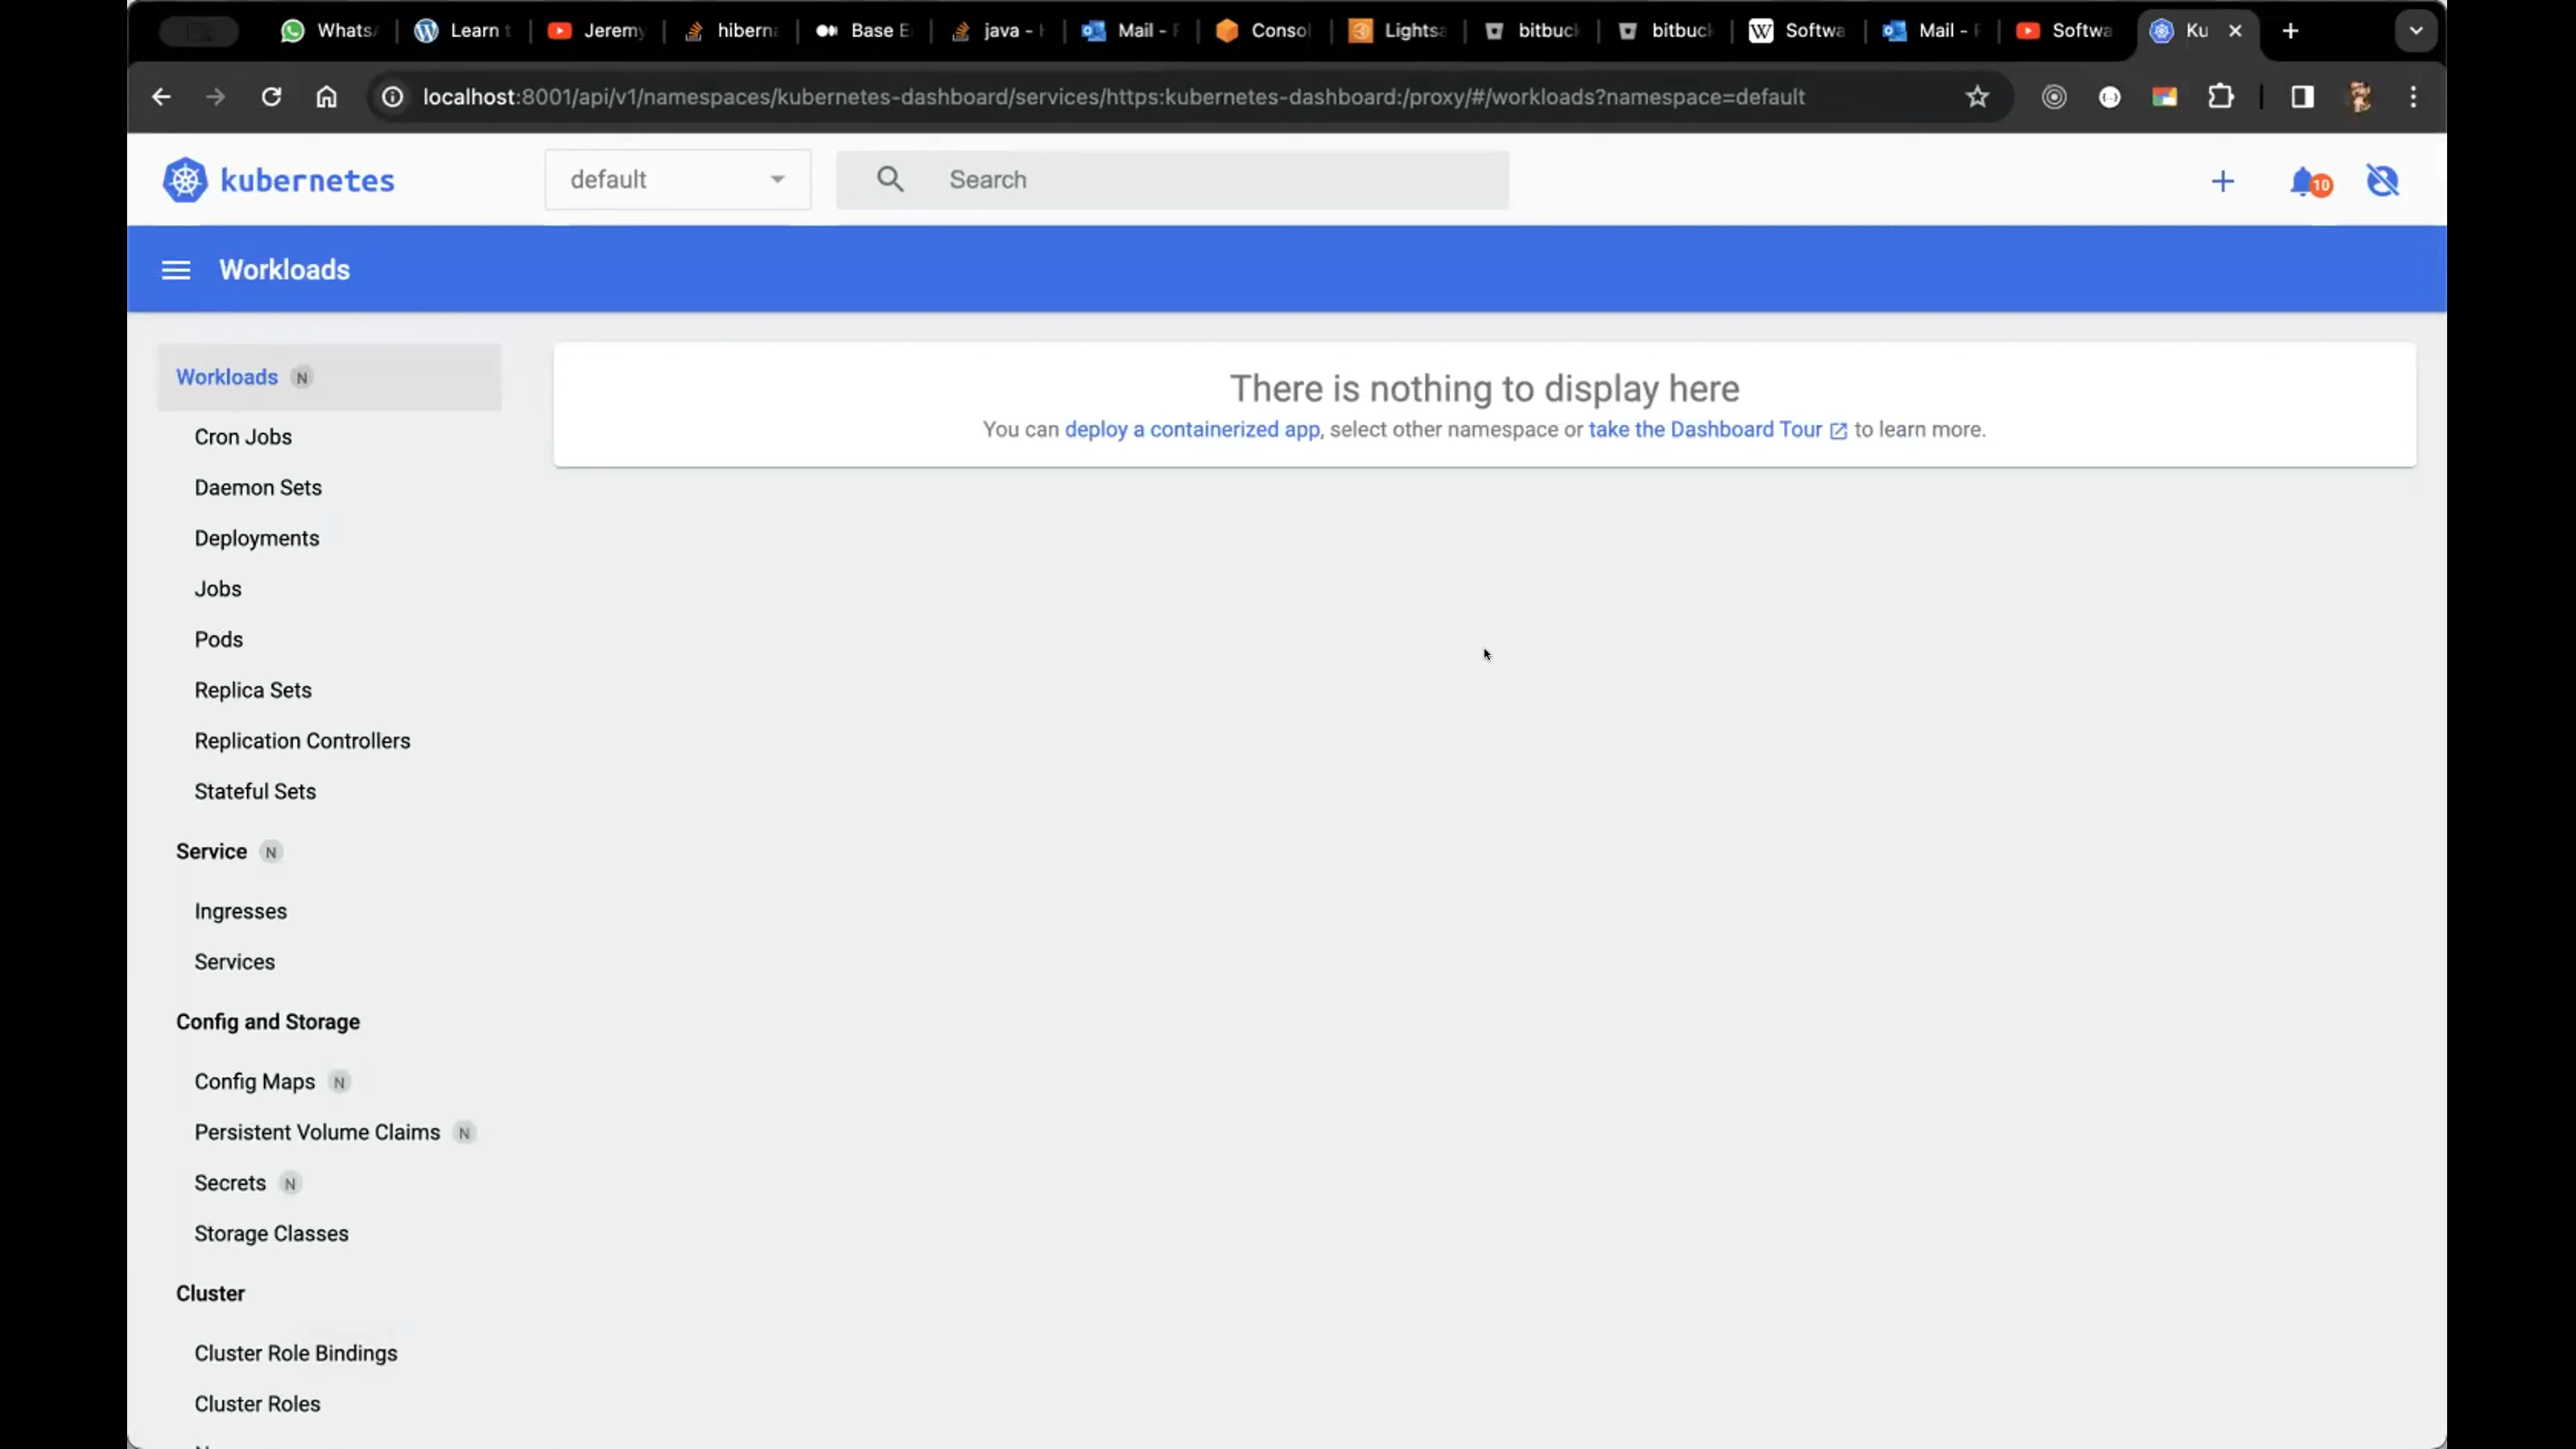 Whats
Learn t
Jeremy
hiberna
Base E
java - H
Mail -
Conso
Lightsa
bitbuc
bitbuc
Softwa
Mail -
Softwa
Ku
localhost:8001/api/v1/namespaces/kubernetes-dashboard/services/https:kubernetes-dashboard:/proxy/#/workloads?namespace=default
kubernetes
default
Search
10
Workloads
Workloads N
Cron Jobs
Daemon Sets
Deployments
Jobs
Pods
Replica Sets
Replication Controllers
Stateful Sets
Service N
Ingresses
Services
Config and Storage
Config Maps N
Persistent Volume Claims N
Secrets N
Storage Classes
Cluster
Cluster Role Bindings
Cluster Roles
There is nothing to display here
You can deploy a containerized app, select other namespace or take the Dashboard Tour to learn more.